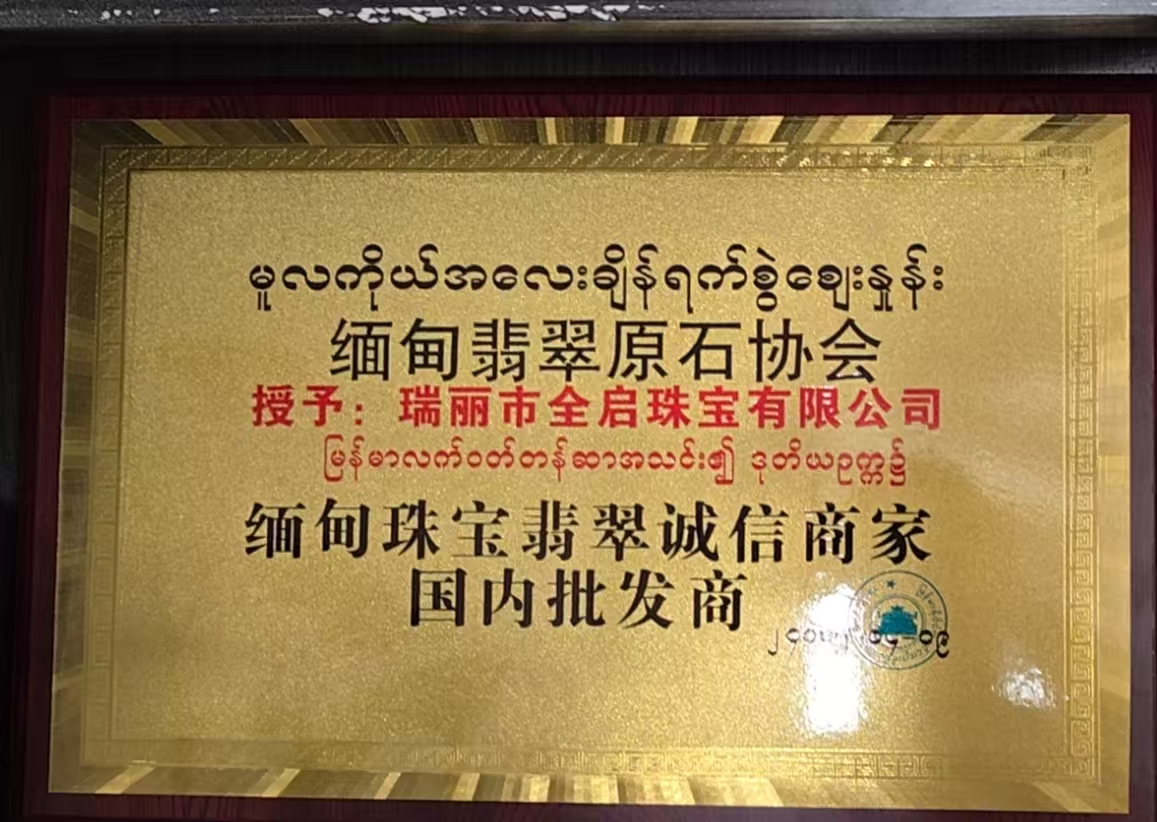 မူလကိုယ်အလေးချိန်ရက်စွဲစျေးနှုန်း
缅甸翡翠原石协会
授予：瑞丽市全启珠宝有限公司
မြန်မာလက်ဝတ်တန်ဆာအသင်း၏ ဒုတိယဥက္ကဋ္ဌ
缅甸珠宝翡翠诚信商家
国内批发商